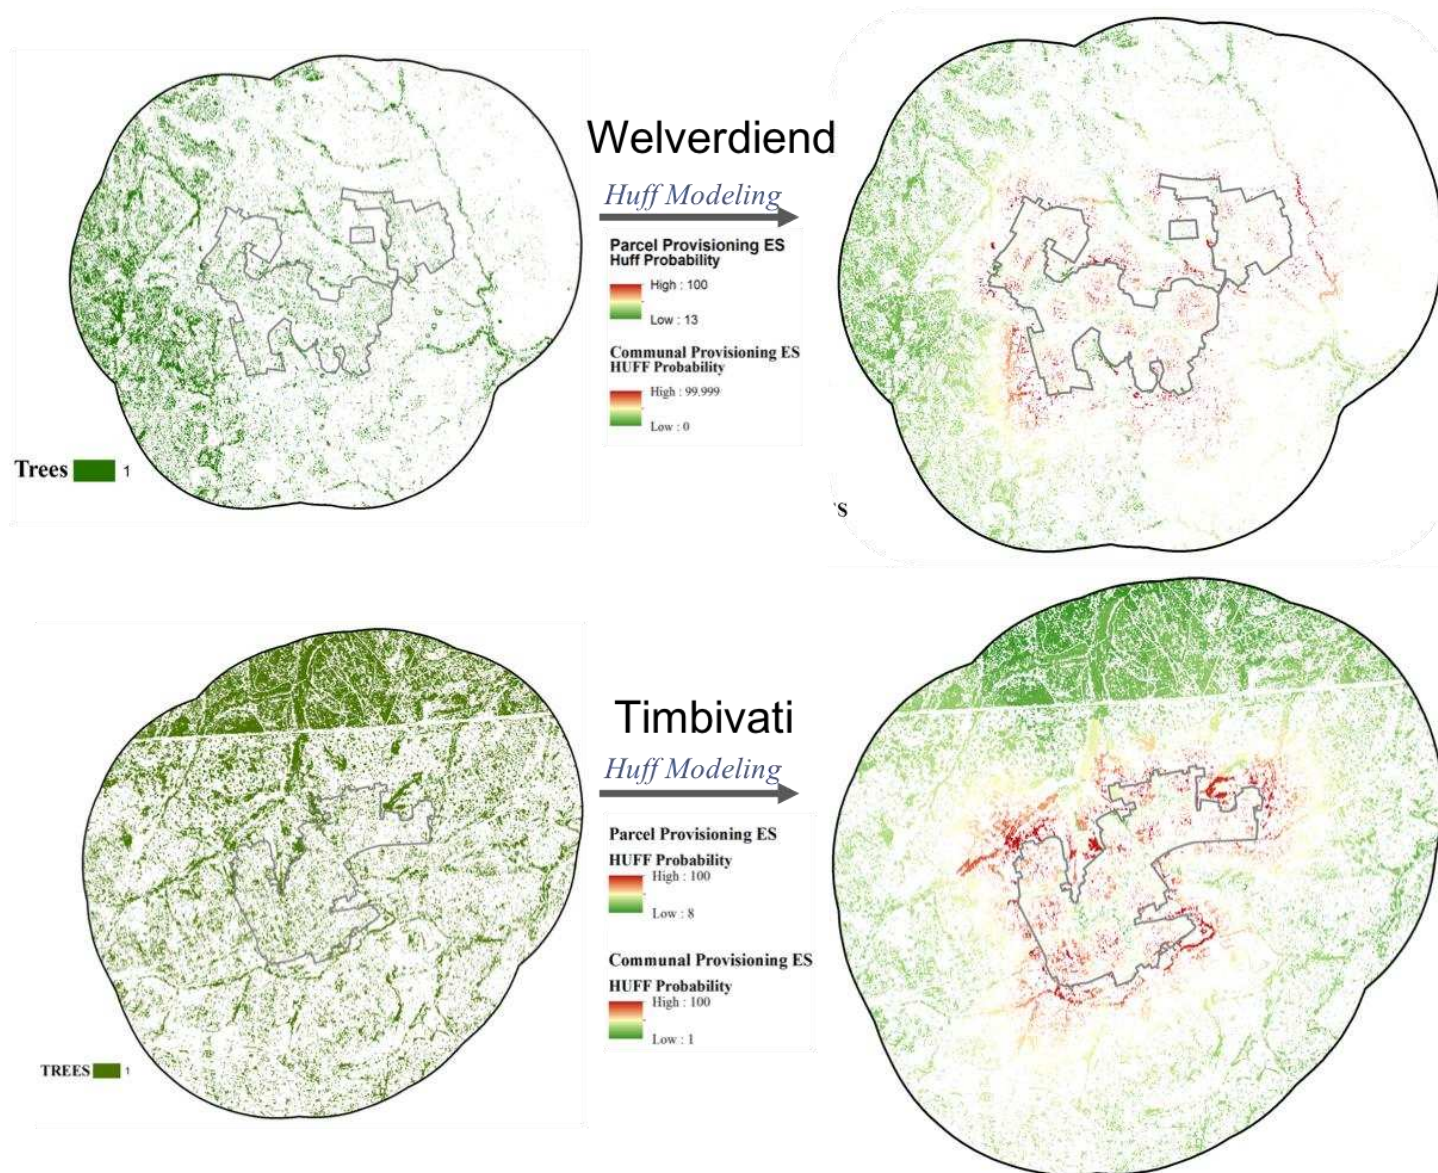 Welverdiend
Huff Modeling
Parcel Provisioning ES
Huff Probability
High : 100
Low : 13
Communal Provisioning ES
HUFF Probability
High : 99.999
Low : 0
Trees 1
Timbivati
Huff Modeling
Parcel Provisioning ES
HUFF Probability
High : 100
Low : 8
Communal Provisioning ES
HUFF Probability
High : 100
Low : 1
TREES 1